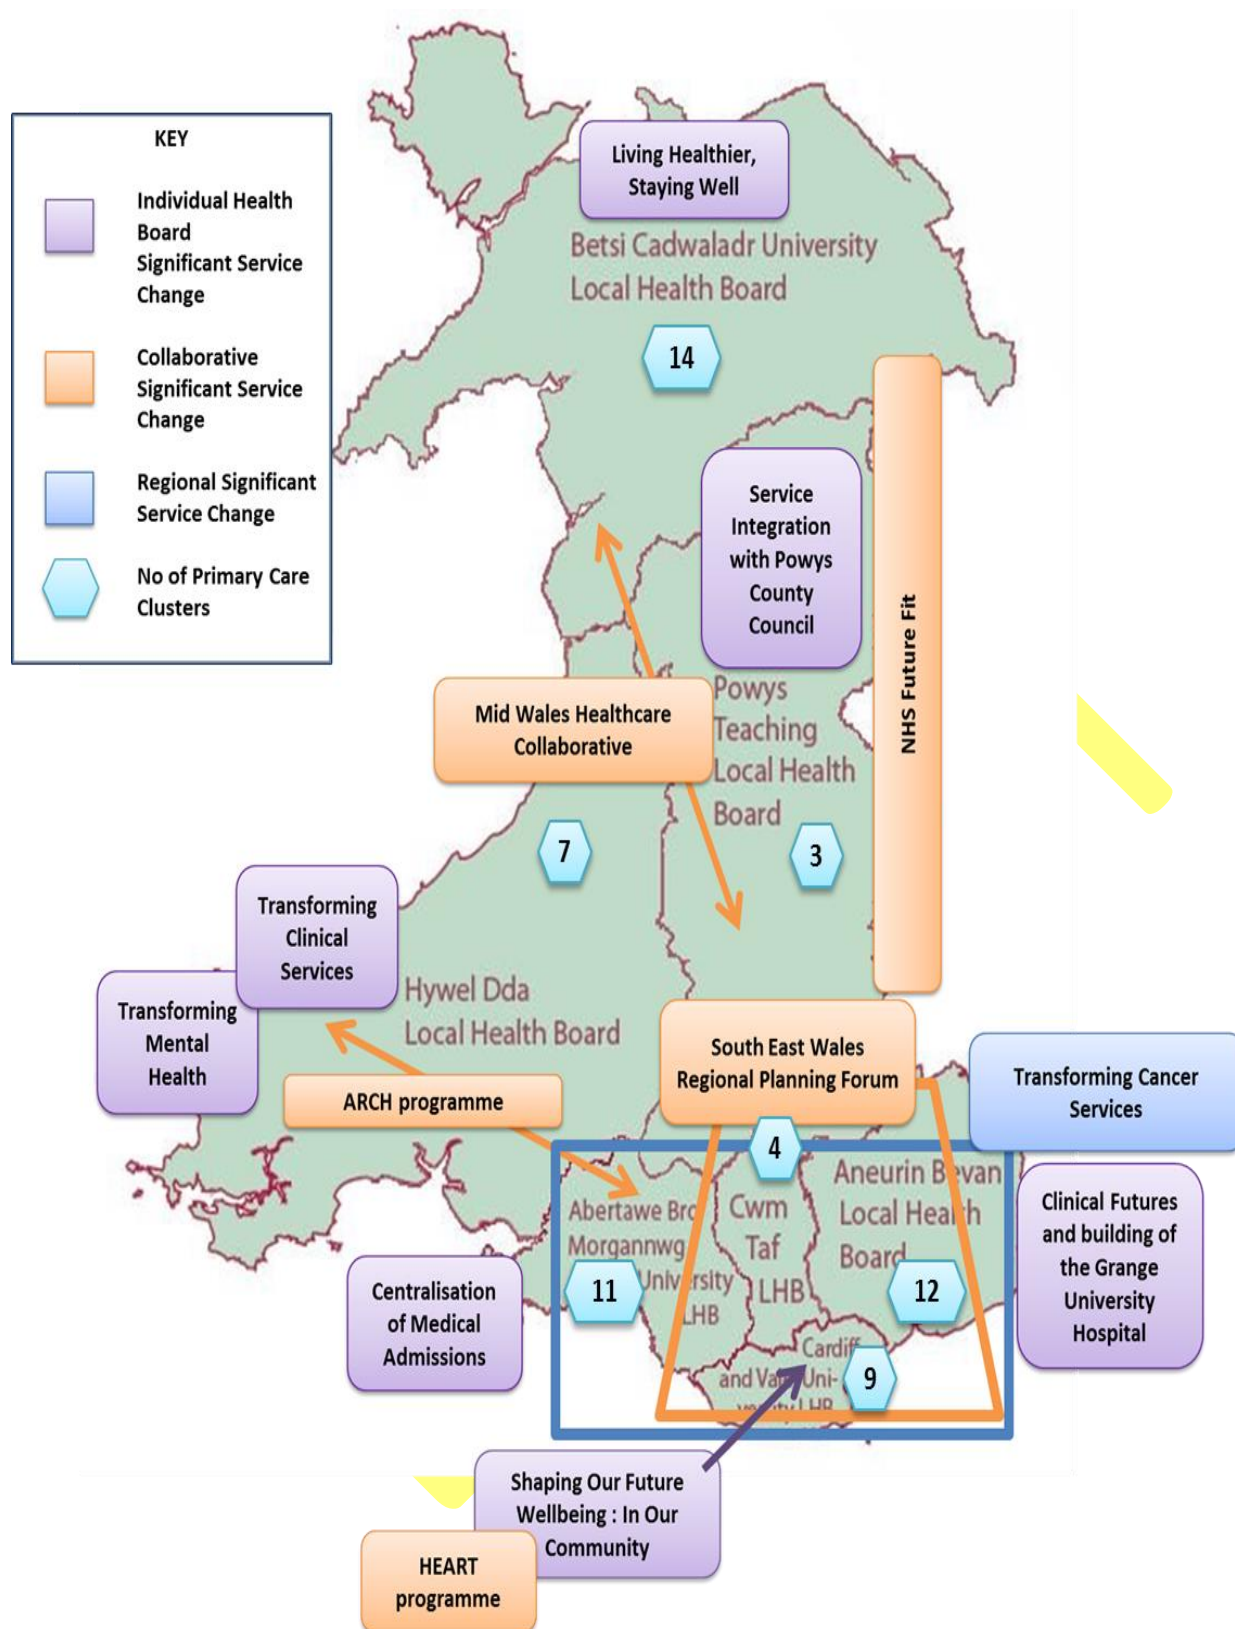 KEY
Individual Health
Board
Significant Service
Change
Collaborative
Significant Service
Change
Regional Significant
Service Change
No of Primary Care
Clusters
Living Healthier,
Staying Well
Betsi Cadwaladr University
Local Health Board
14
Service
Integration
with Powys
County
Council
NHS Future Fit
Mid Wales Healthcare
Collaborative
Powys
Teaching
Local Health
Board
7
3
Transforming
Clinical
Services
Transforming
Mental
Health
Hywel Dda
Local Health Board
ARCH programme
South East Wales
Regional Planning Forum
Transforming Cancer
Services
4
Abertawe Bro
Morgannwg
University
LHB
11
Cwm
Taf
LHB
Aneurin Bevan
Local Health
Board
12
Clinical Futures
and building of
the Grange
University
Hospital
Centralisation
of Medical
Admissions
Cardiff
and Vale Uni-
versity LHB
9
Shaping Our Future
Wellbeing : In Our
Community
HEART
programme